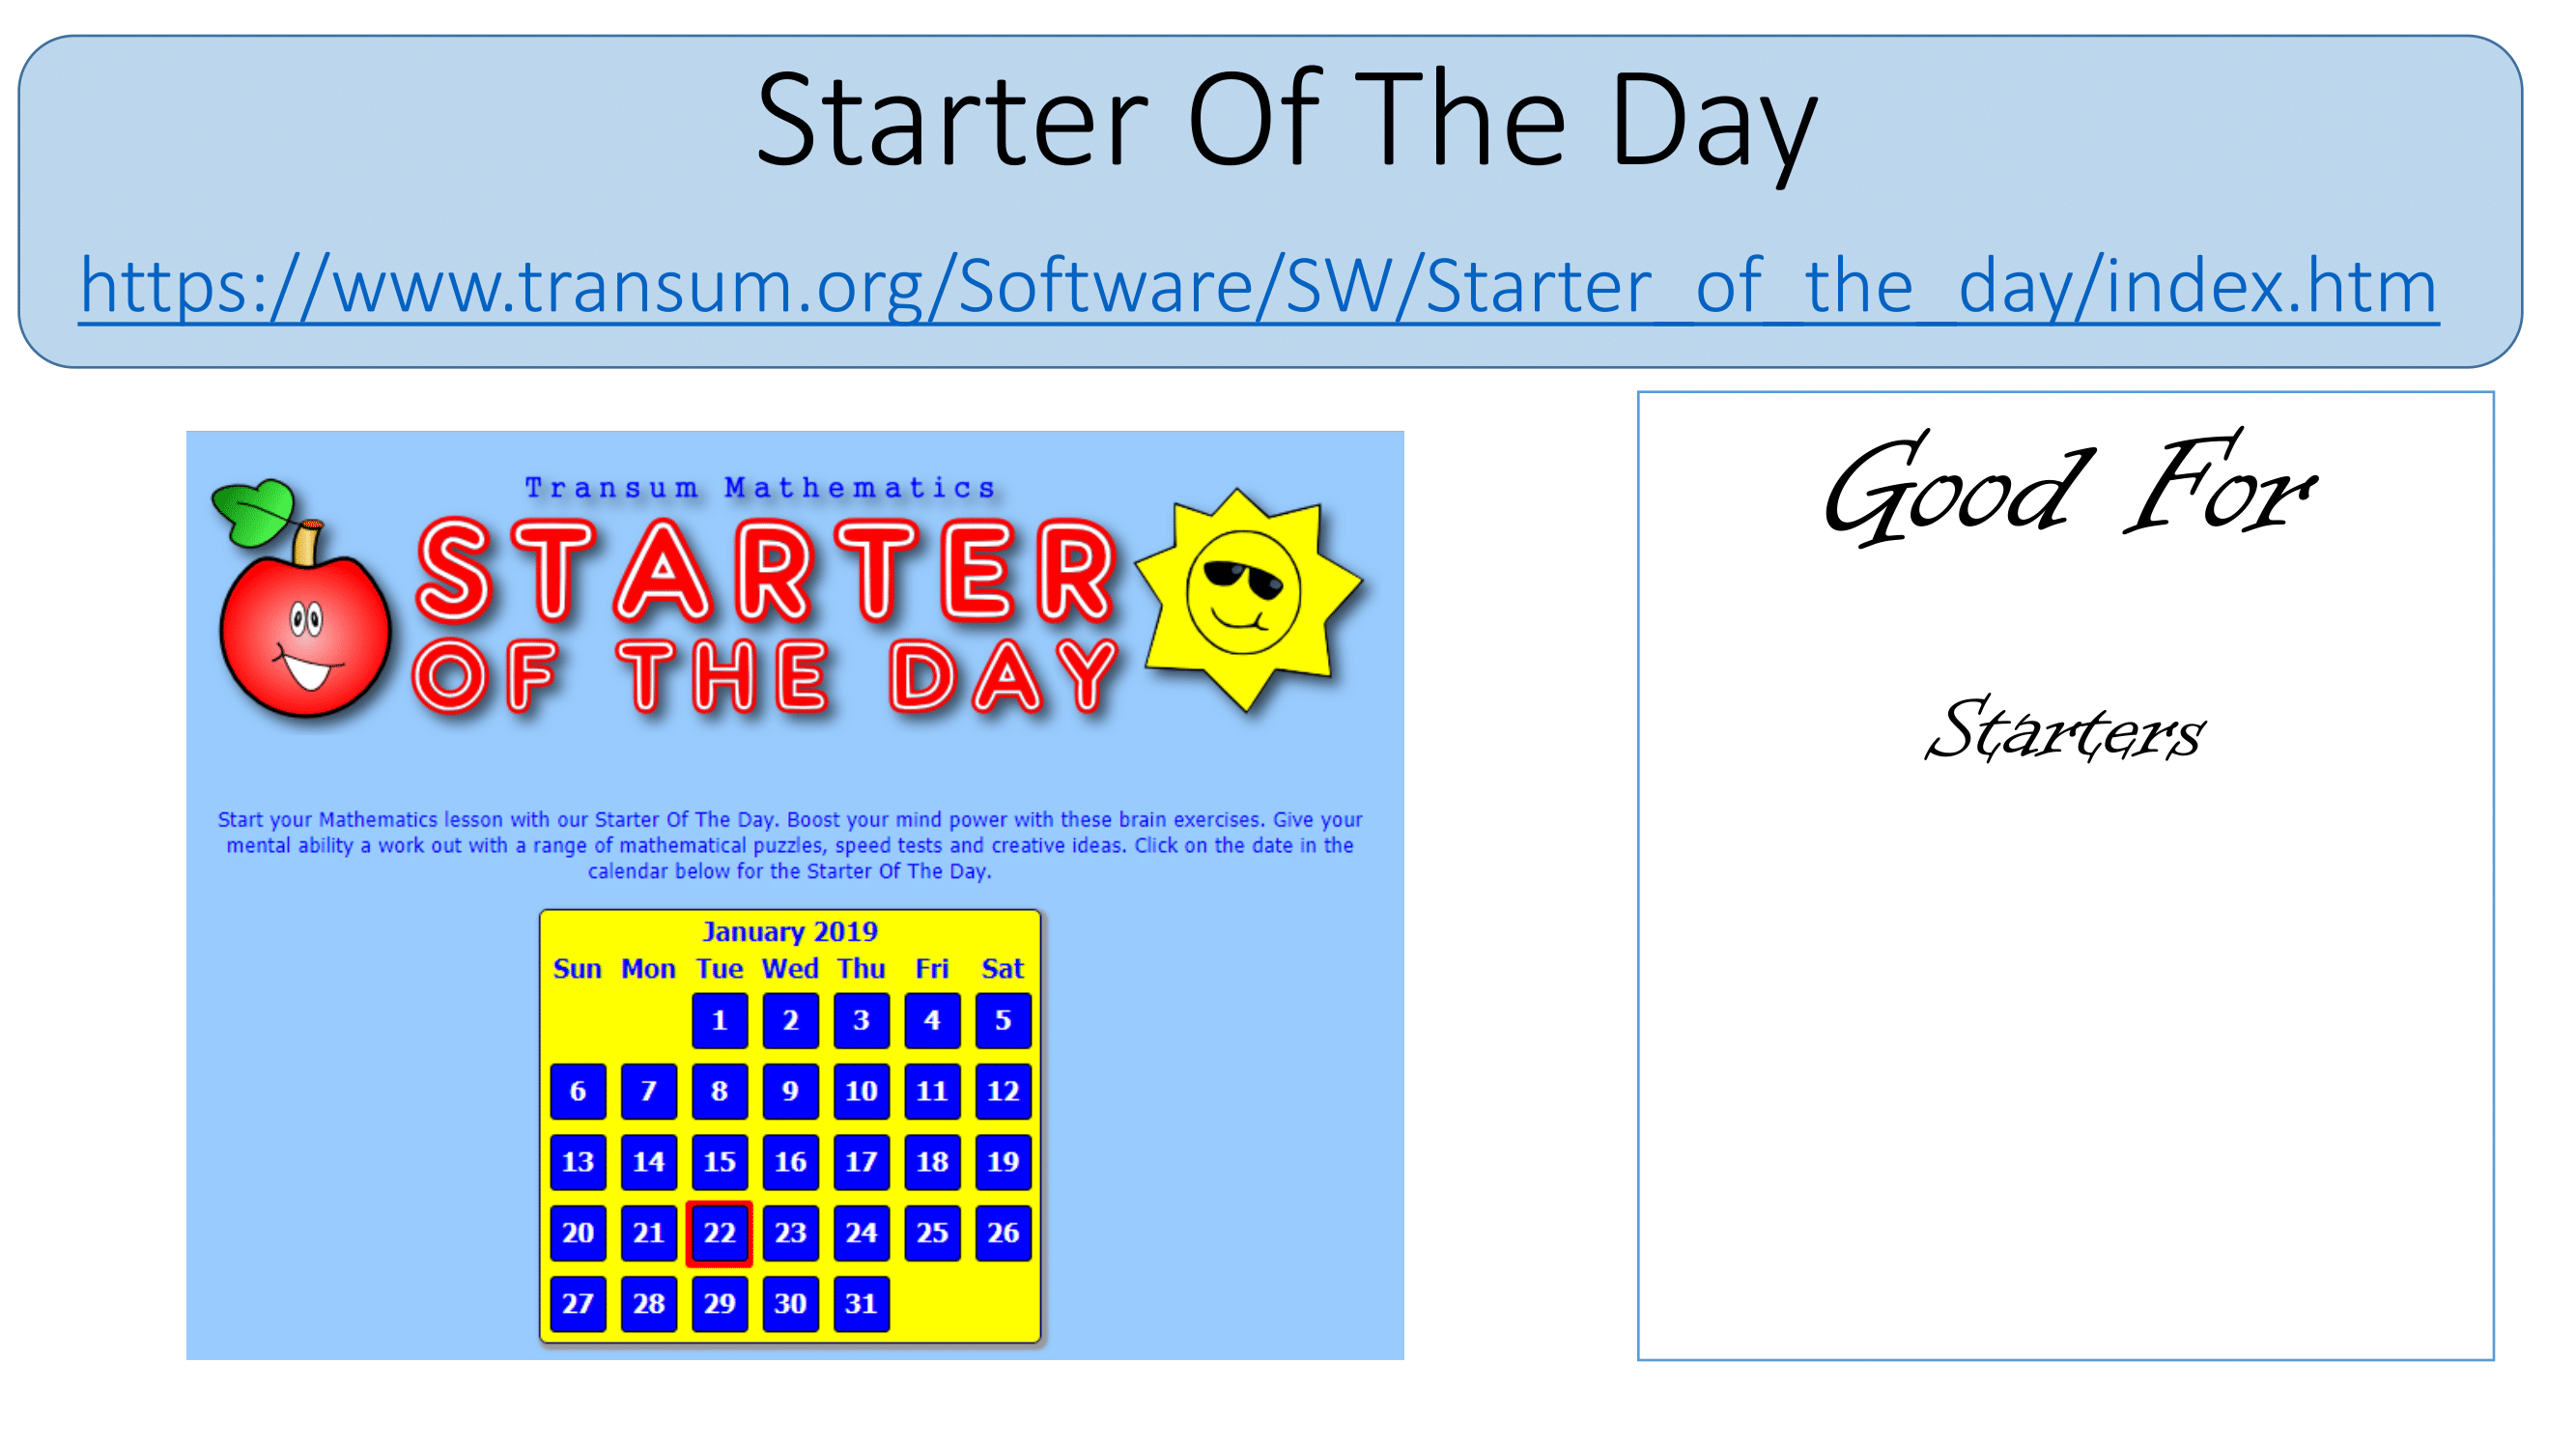 Starter Of The Day
https://www.transum.org/Software/SW/Starter_of_the_day/index.htm
Transum Mathematics
STARTER
OF THE DAY
Start your Mathematics lesson with our Starter Of The Day. Boost your mind power with these brain exercises. Give your
mental ability a work out with a range of mathematical puzzles, speed tests and creative ideas. Click on the date in the
calendar below for the Starter Of The Day.
January 2019
Sun Mon Tue Wed Thu Fri Sat
1 2 3 4 5
6 7 8 9 10 11 12
13 14 15 16 17 18 19
20 21 22 23 24 25 26
27 28 29 30 31
Good For
Starters